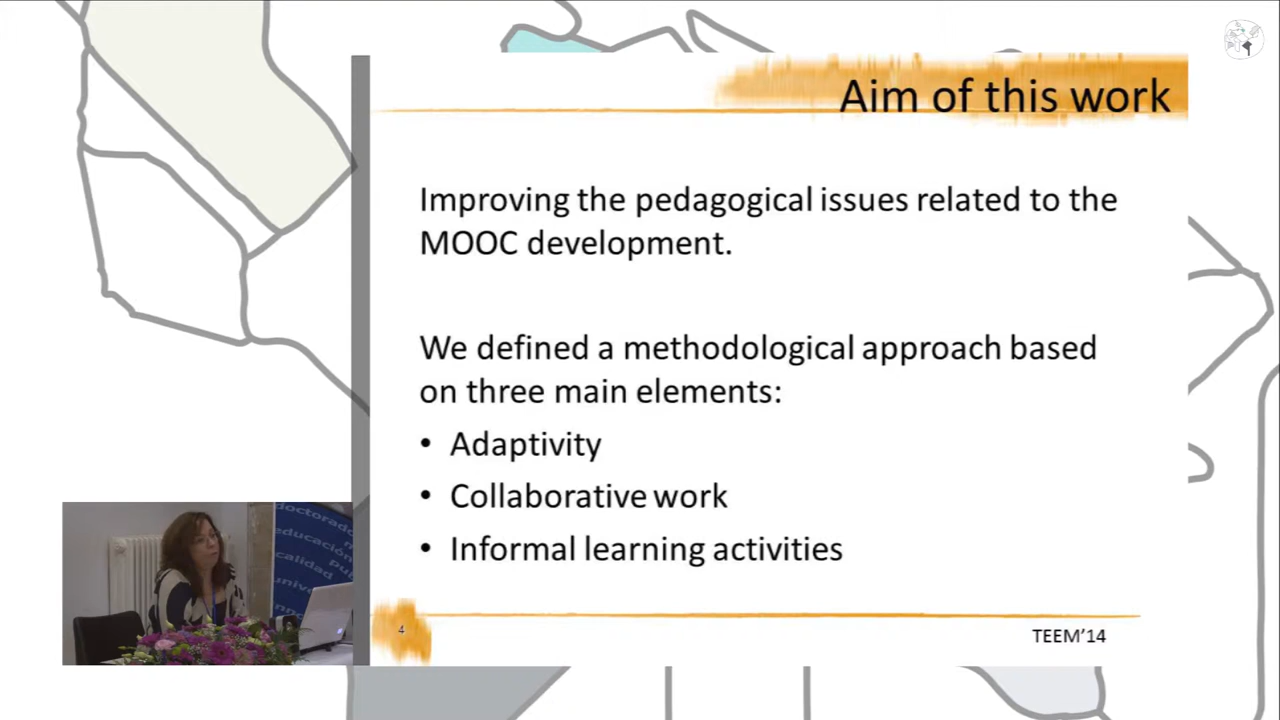 Aim of this work
Improving the pedagogical issues related to the
MOOC development.
We defined a methodological approach based
on three main elements:
• Adaptivity
• Collaborative work
• Informal learning activities
4
TEEM’14
doctorado
educación
calidad